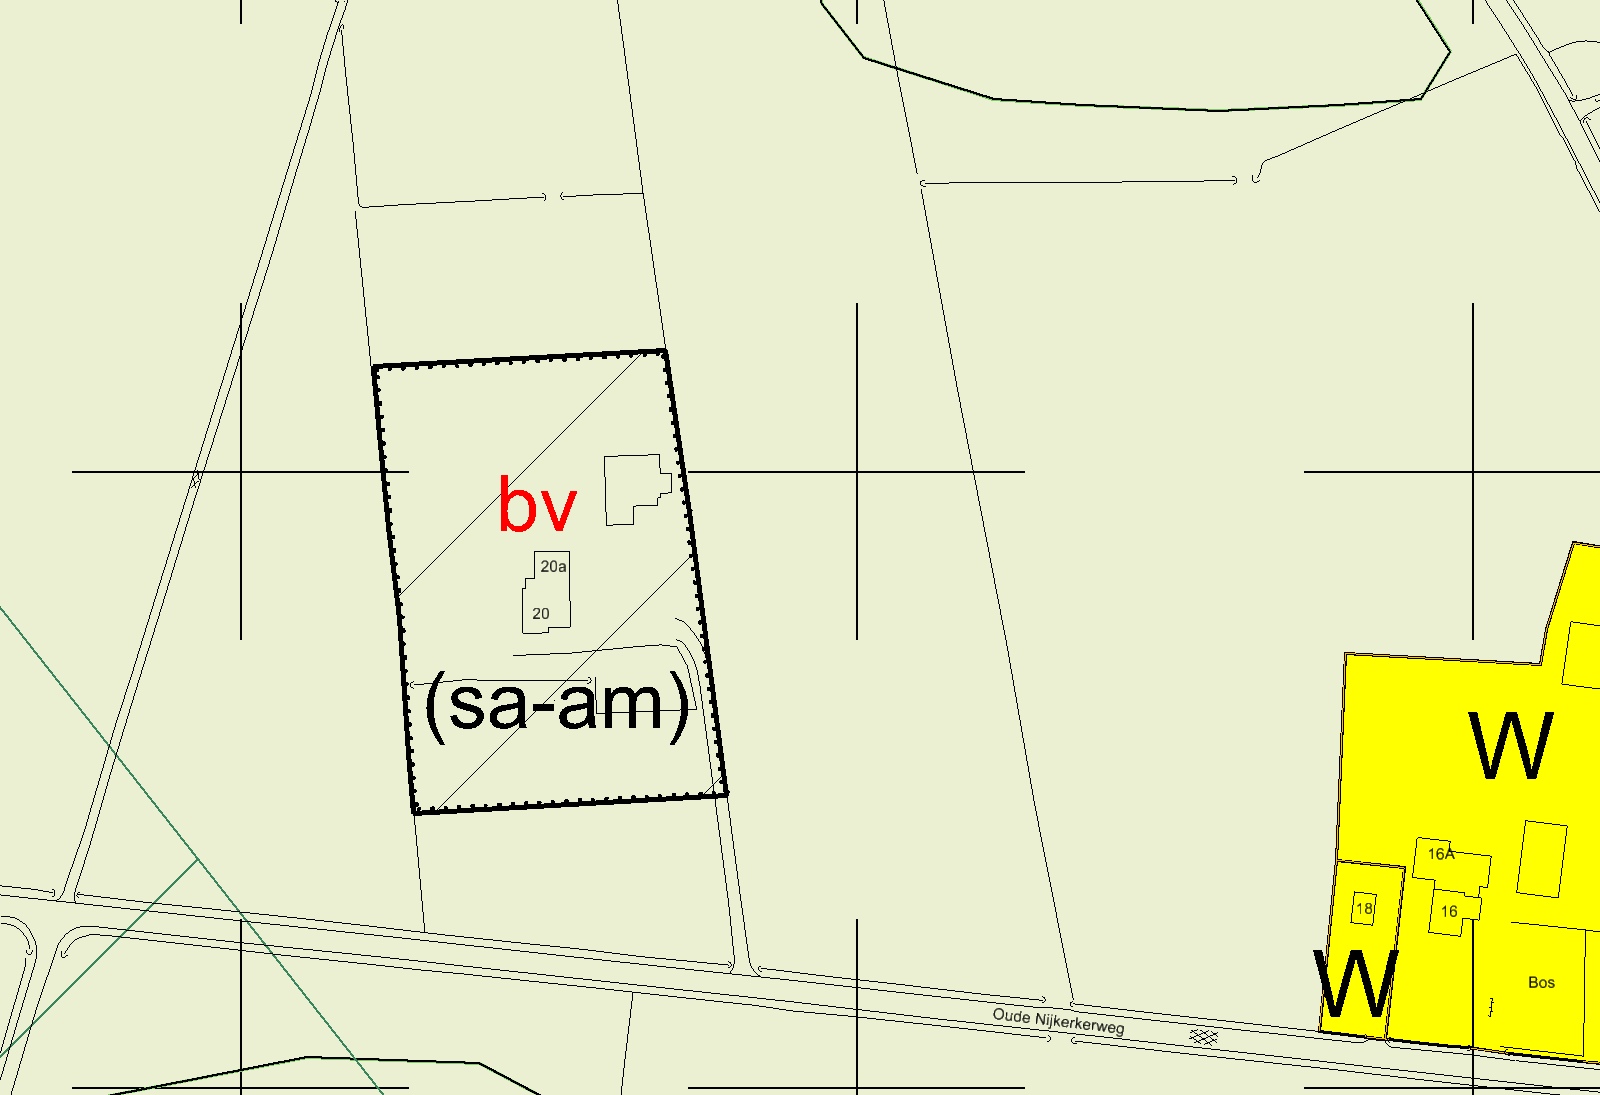 bv
20a
20
(sa-am)
W
16A
18
16
W
Bos
Oude Nijkerkerweg